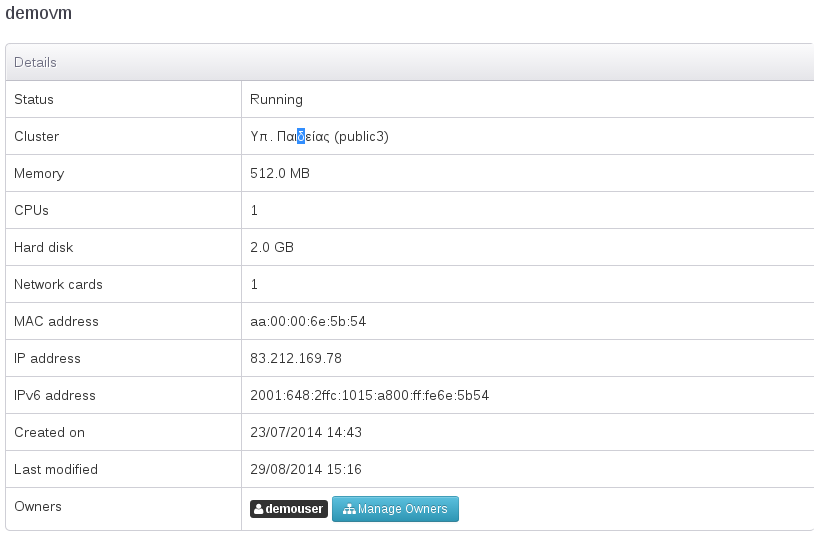 demovm
Details
Status Running
Cluster Υπ. Παιδείας (public3)
Memory 512.0 MB
CPUs 1
Hard disk 2.0 GB
Network cards 1
MAC address aa:00:00:6e:5b:54
IP address 83.212.169.78
IPv6 address 2001:648:2ffc:1015:a800:ff:fe6e:5b54
Created on 23/07/2014 14:43
Last modified 29/08/2014 15:16
Owners demouser Manage Owners